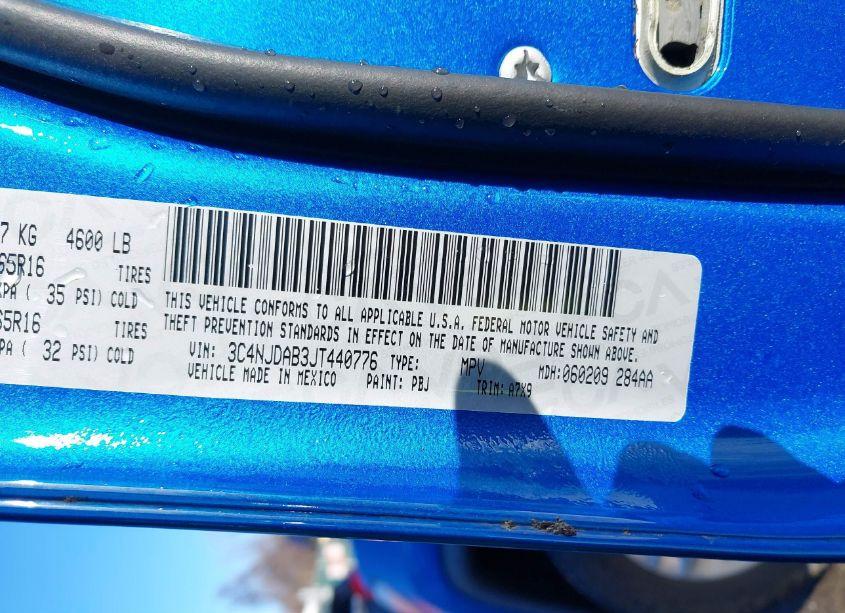 7 KG 4600 LB
65R16 TIRES
KPA ( 35 PSI) COLD
65R16 TIRES
PA ( 32 PSI) COLD
THIS VEHICLE CONFORMS TO ALL APPLICABLE U.S.A. FEDERAL MOTOR VEHICLE SAFETY AND
THEFT PREVENTION STANDARDS IN EFFECT ON THE DATE OF MANUFACTURE SHOWN ABOVE.
VIN: 3C4NJDAB3JT440776 TYPE: MPV MDH:060209 284AA
VEHICLE MADE IN MEXICO PAINT: PBJ TRIM: A7X9